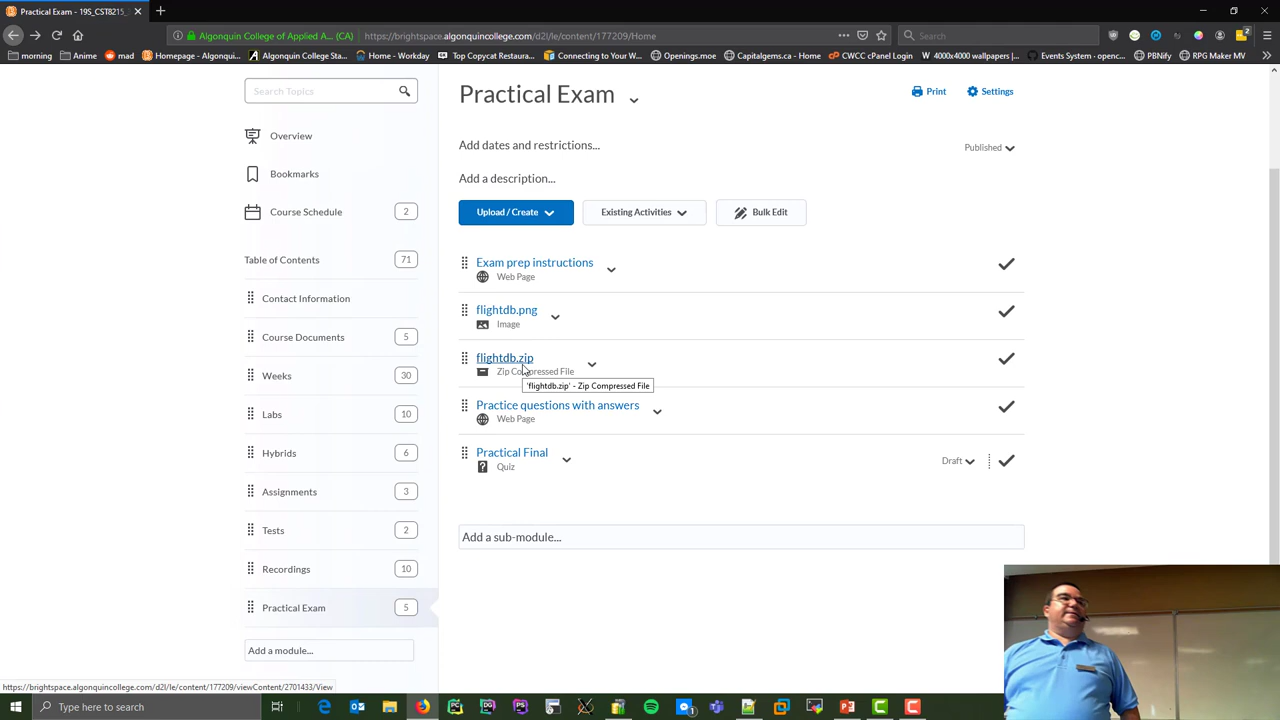 Practical Exam - 19S_CST8215_
Algonquin College of Applied A... (CA)
https://brightspace.algonquincollege.com/d2l/le/content/177209/Home
Search
morning
Anime
mad
Homepage - Brightsp...
Algonquin College Sta...
Home - Workday
Top Copycat Restaura...
Connecting to Your W...
Openings.moe
Capitalgems.ca - Home
CWCC cPanel Login
4000x4000 wallpapers |...
Events System - openc...
PBNify
RPG Maker MV
Search Topics
Overview
Bookmarks
Course Schedule
2
Table of Contents
71
Contact Information
Course Documents
5
Weeks
30
Labs
10
Hybrids
6
Assignments
3
Tests
2
Recordings
10
Practical Exam
5
Add a module...
Practical Exam
Print
Settings
Add dates and restrictions...
Published
Add a description...
Upload / Create
Existing Activities
Bulk Edit
Exam prep instructions
Web Page
flightdb.png
Image
flightdb.zip
Zip Compressed File
'flightdb.zip' - Zip Compressed File
Practice questions with answers
Web Page
Practical Final
Quiz
Draft
Add a sub-module...
https://brightspace.algonquincollege.com/d2l/le/content/177209/viewContent/2701433/View
Type here to search